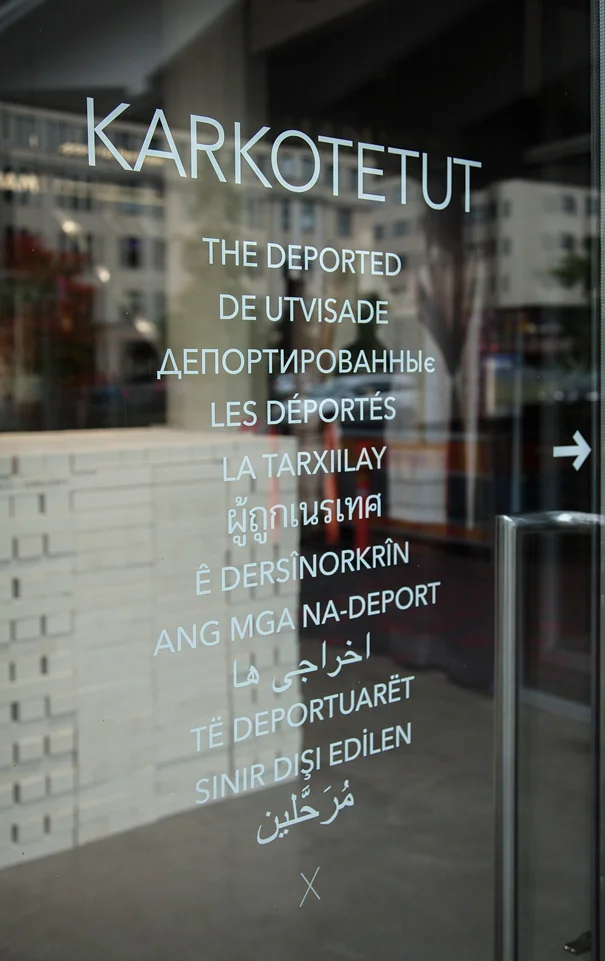 KARKOTETUT
THE DEPORTED
DE UTVISADE
ДЕПОРТИРОВАННЫє
LES DÉPORTÉS
LA TARXIILAY
ผู้ถูกเนรเทศ
Ê DERSÎNORKRÎN
ANG MGA NA-DEPORT
اخراجی ها
TË DEPORTUARËT
SINIR DIŞI EDİLEN
مُرَحَّلين
X